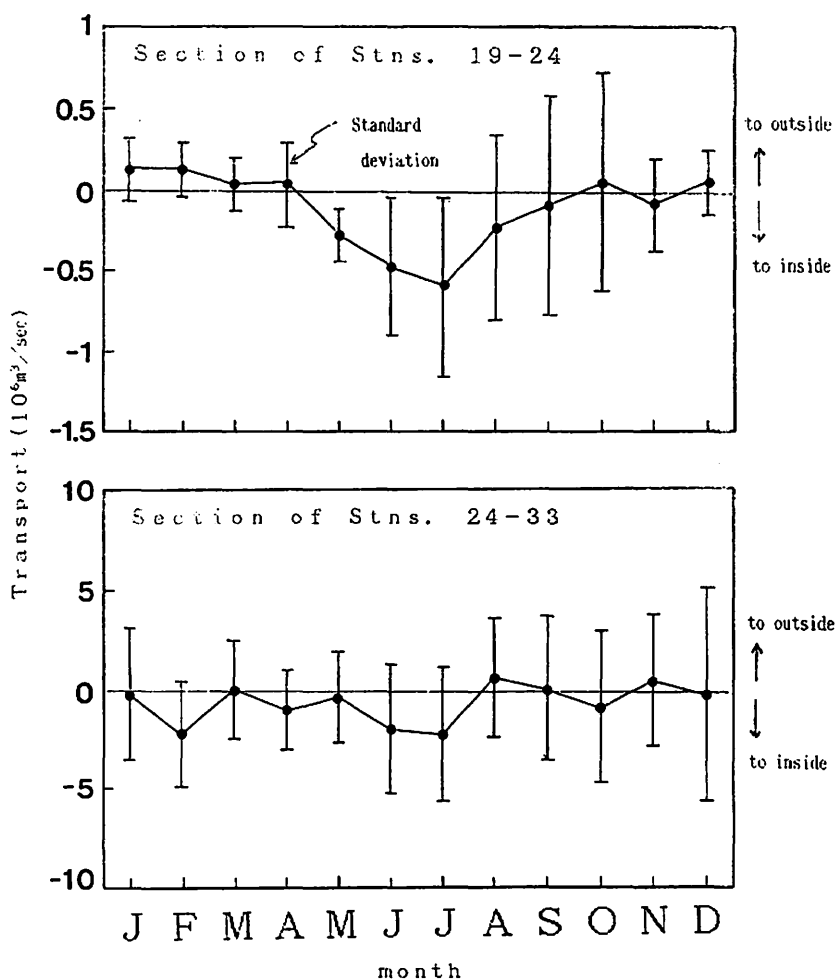 1
Section of Stns. 19-24
0.5
Standard
deviation
to outside
0
-0.5
to inside
-1
-1.5
Transport (10⁶m³/sec)
10
Section of Stns. 24-33
5
to outside
0
to inside
-5
-10
J F M A M J J A S O N D
month